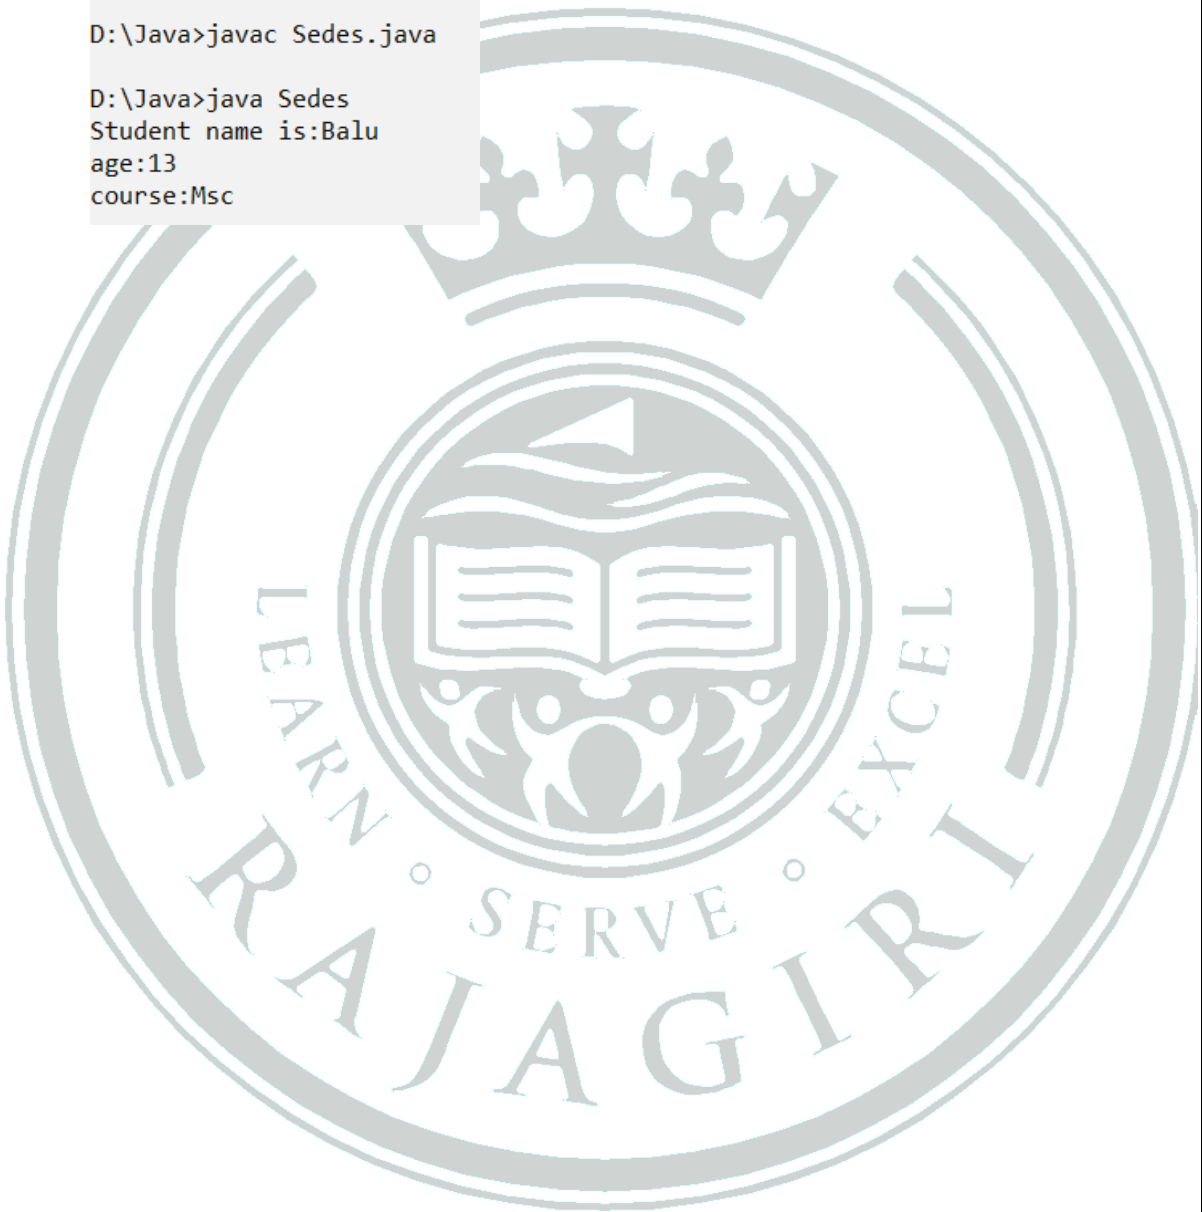 D:\Java>javac Sedes.java
D:\Java>java Sedes
Student name is:Balu
age:13
course:Msc
LEARN ° SERVE ° EXCEL
RAJAGIRI